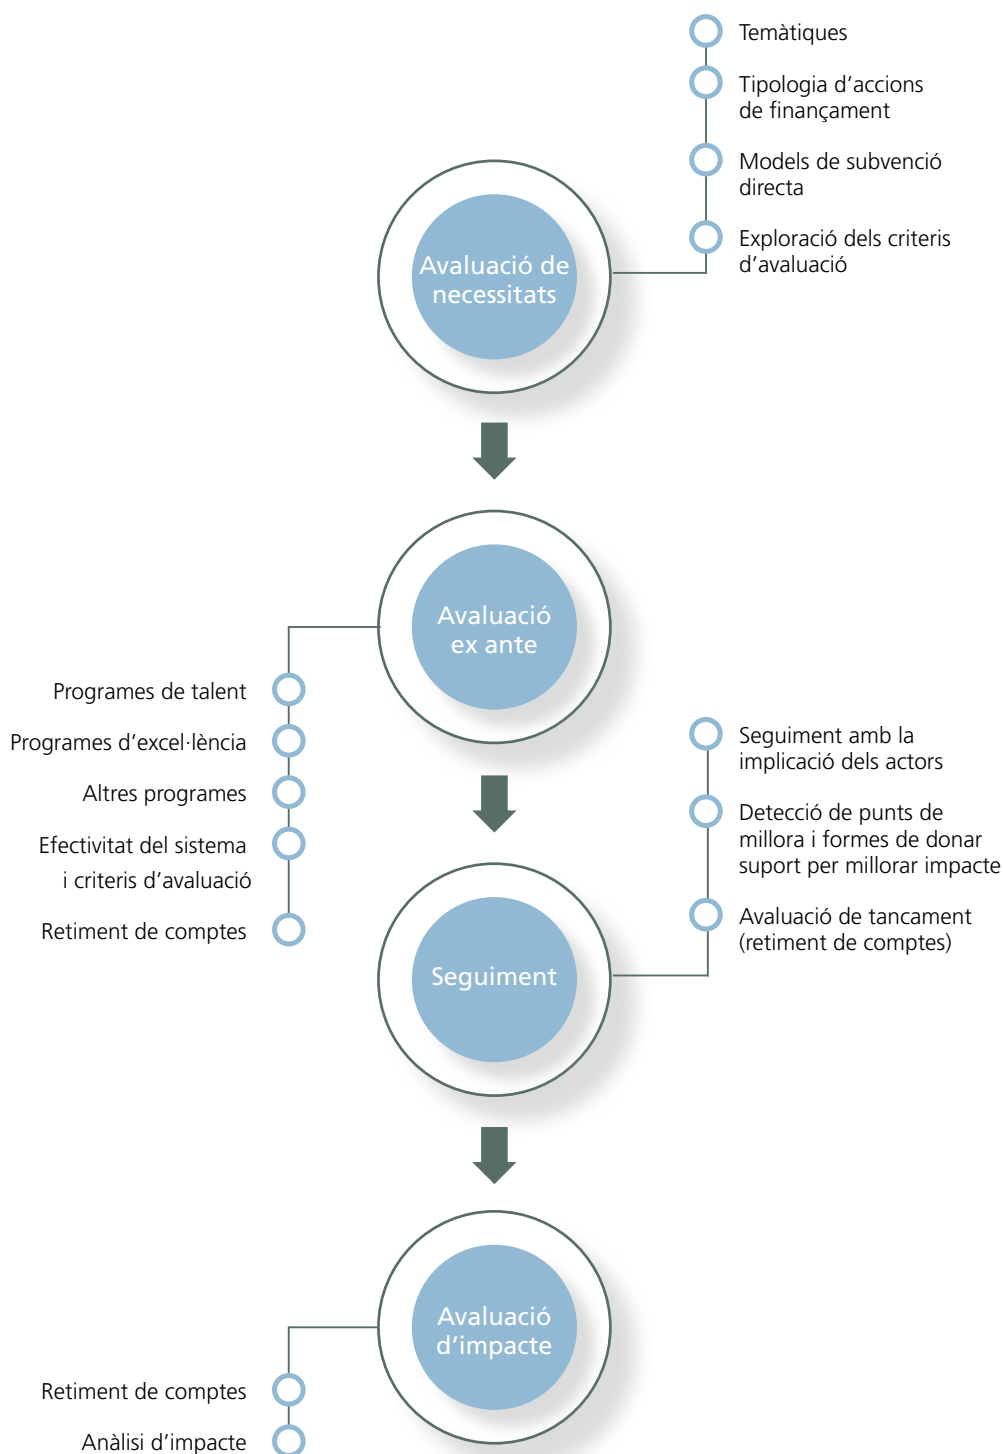 Temàtiques
Tipologia d’accions
de finançament
Models de subvenció
directa
Exploració dels criteris
d’avaluació
Avaluació de
necessitats
Avaluació
ex ante
Programes de talent
Programes d’excel·lència
Altres programes
Efectivitat del sistema
i criteris d’avaluació
Retiment de comptes
Seguiment amb la
implicació dels actors
Detecció de punts de
millora i formes de donar
suport per millorar impacte
Avaluació de tancament
(retiment de comptes)
Seguiment
Avaluació
d’impacte
Retiment de comptes
Anàlisi d’impacte